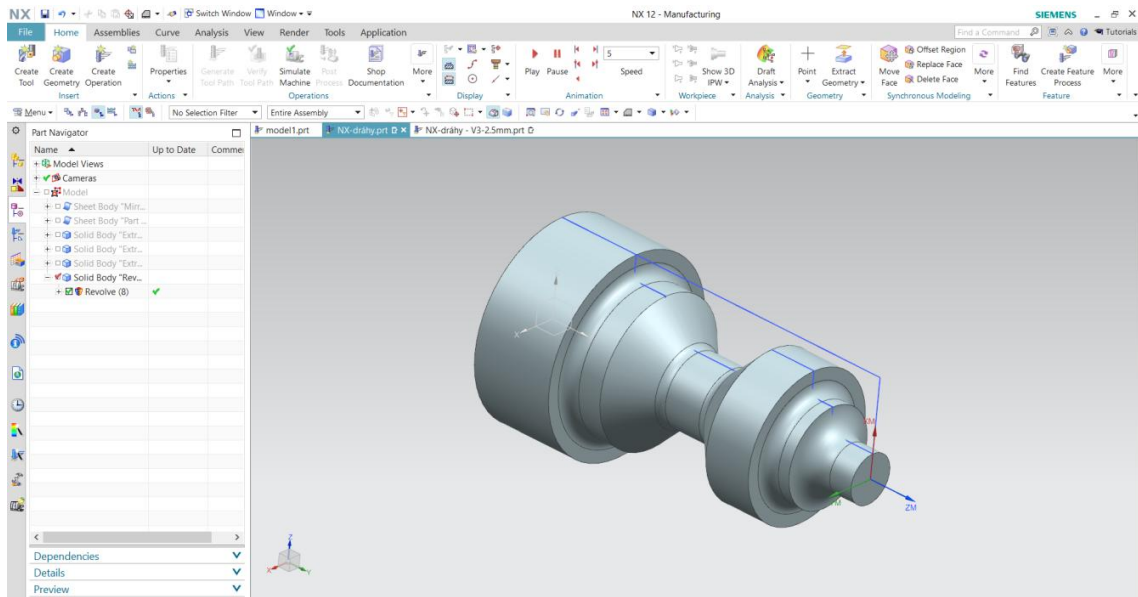 NX Switch Window Window NX 12 - Manufacturing SIEMENS
File Home Assemblies Curve Analysis View Render Tools Application Find a Command Tutorials
Create Tool Create Geometry Create Operation Properties Generate Tool Path Verify Tool Path Simulate Machine Post Process Shop Documentation More Play Pause 5 Speed Show 3D IPW Draft Analysis Point Extract Geometry Move Face Offset Region Replace Face Delete Face More Find Features Create Feature Process More
Insert Actions Operations Display Animation Workpiece Analysis Geometry Synchronous Modeling Feature
Menu No Selection Filter Entire Assembly
Part Navigator model1.prt NX-dráhy.prt NX-dráhy - V3-2.5mm.prt
Name Up to Date Commen
Model Views
Cameras
Model
Sheet Body "Mirr...
Sheet Body "Part ...
Solid Body "Extr...
Solid Body "Extr...
Solid Body "Extr...
Solid Body "Rev...
Revolve (8)
X
XM
YM
ZM
Z
X Y
Dependencies
Details
Preview